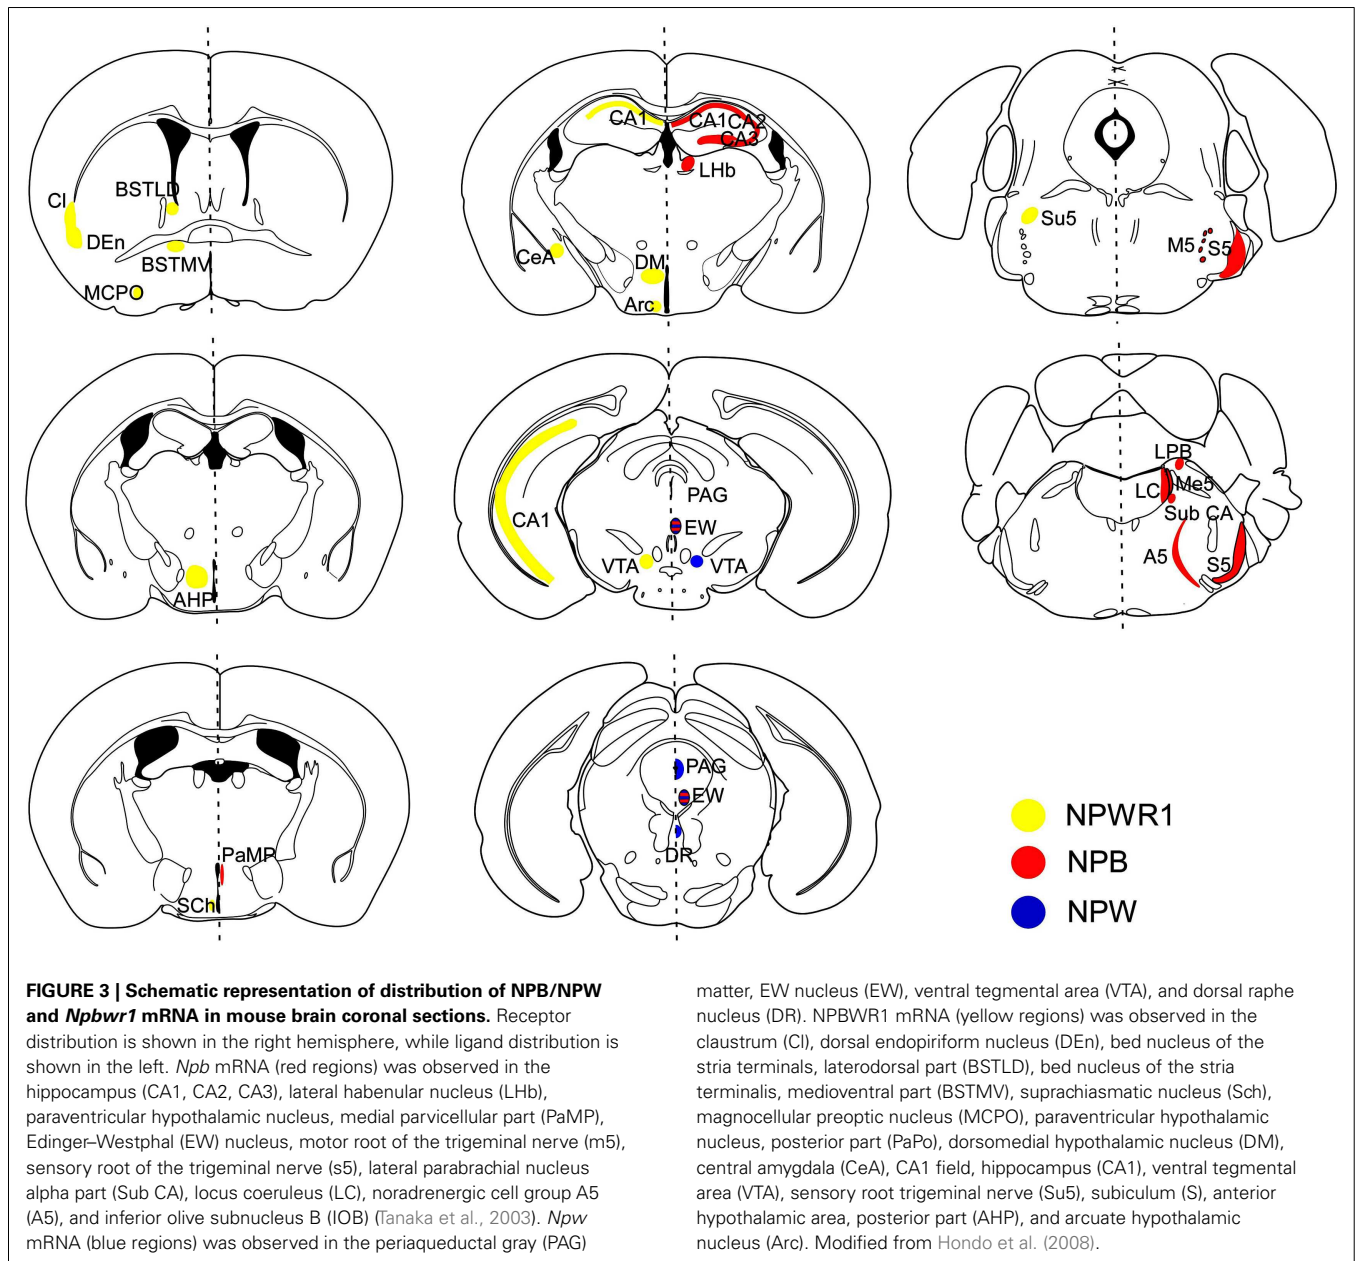 Cl
DEn
BSTLD
BSTMV
MCPO
CA1
CA1
CA2
CA3
LHb
CeA
DM
Arc
Su5
M5
S5
AHP
CA1
PAG
EW
VTA
VTA
LPB
LC
Me5
Sub CA
A5
S5
PaMP
SCh
PAG
EW
DR
NPWR1
NPB
NPW
FIGURE 3 | Schematic representation of distribution of NPB/NPW
and Npbwr1 mRNA in mouse brain coronal sections. Receptor
distribution is shown in the right hemisphere, while ligand distribution is
shown in the left. Npb mRNA (red regions) was observed in the
hippocampus (CA1, CA2, CA3), lateral habenular nucleus (LHb),
paraventricular hypothalamic nucleus, medial parvicellular part (PaMP),
Edinger–Westphal (EW) nucleus, motor root of the trigeminal nerve (m5),
sensory root of the trigeminal nerve (s5), lateral parabrachial nucleus
alpha part (Sub CA), locus coeruleus (LC), noradrenergic cell group A5
(A5), and inferior olive subnucleus B (IOB) (Tanaka et al., 2003). Npw
mRNA (blue regions) was observed in the periaqueductal gray (PAG)
matter, EW nucleus (EW), ventral tegmental area (VTA), and dorsal raphe
nucleus (DR). NPBWR1 mRNA (yellow regions) was observed in the
claustrum (Cl), dorsal endopiriform nucleus (DEn), bed nucleus of the
stria terminals, laterodorsal part (BSTLD), bed nucleus of the stria
terminalis, medioventral part (BSTMV), suprachiasmatic nucleus (Sch),
magnocellular preoptic nucleus (MCPO), paraventricular hypothalamic
nucleus, posterior part (PaPo), dorsomedial hypothalamic nucleus (DM),
central amygdala (CeA), CA1 field, hippocampus (CA1), ventral tegmental
area (VTA), sensory root trigeminal nerve (Su5), subiculum (S), anterior
hypothalamic area, posterior part (AHP), and arcuate hypothalamic
nucleus (Arc). Modified from Hondo et al. (2008).